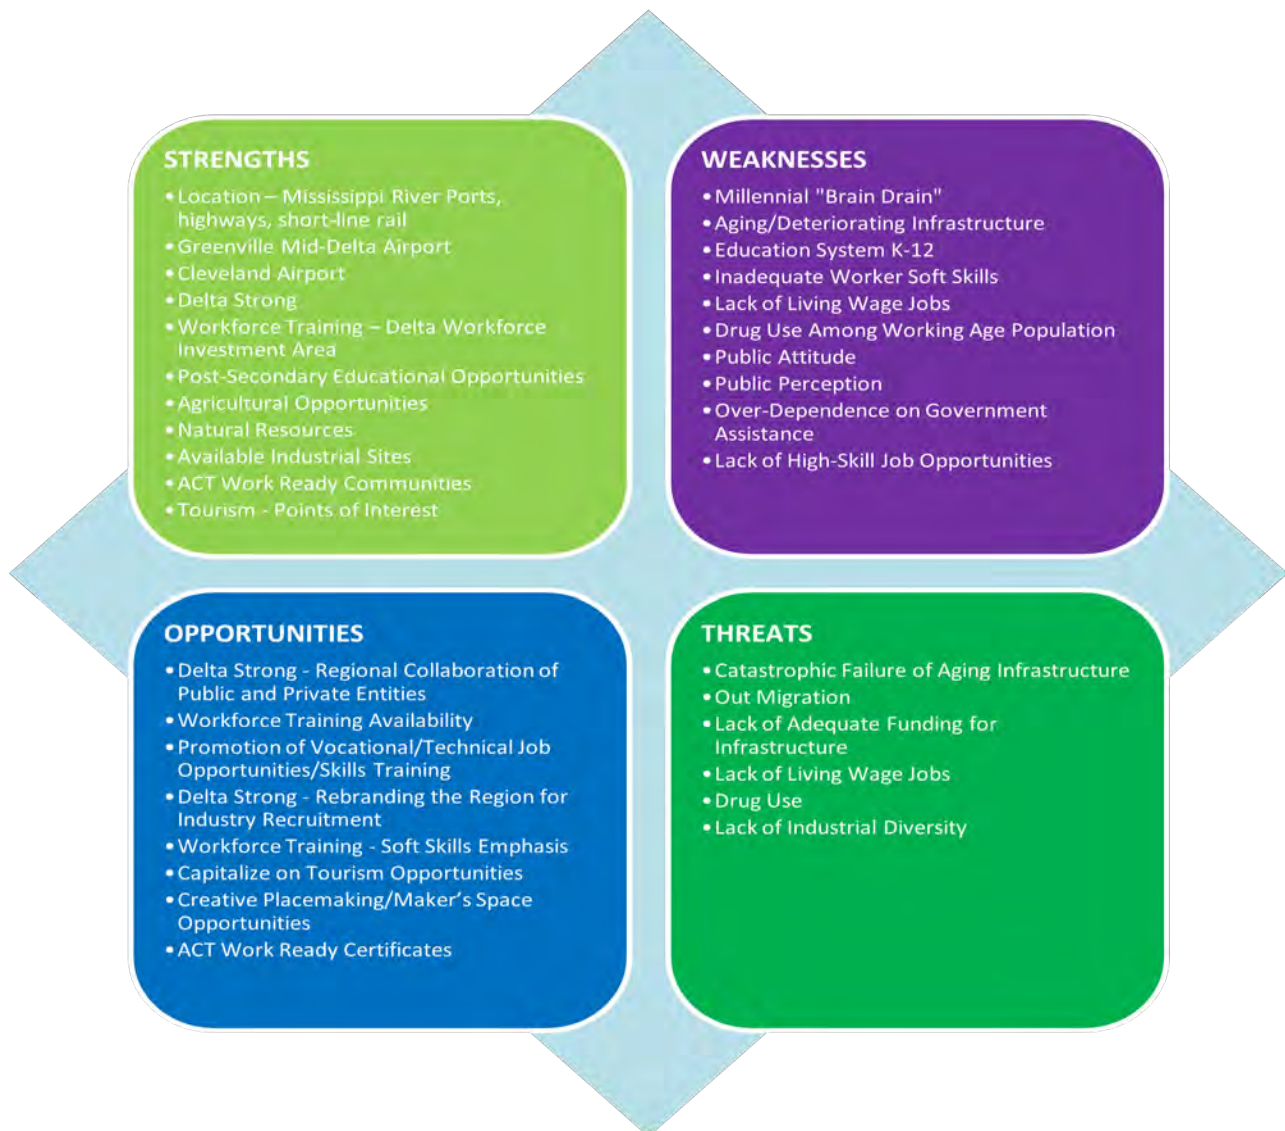 STRENGTHS
• Location – Mississippi River Ports,
highways, short-line rail
• Greenville Mid-Delta Airport
• Cleveland Airport
• Delta Strong
• Workforce Training – Delta Workforce
Investment Area
• Post-Secondary Educational Opportunities
• Agricultural Opportunities
• Natural Resources
• Available Industrial Sites
• ACT Work Ready Communities
• Tourism - Points of Interest
WEAKNESSES
• Millennial "Brain Drain"
• Aging/Deteriorating Infrastructure
• Education System K-12
• Inadequate Worker Soft Skills
• Lack of Living Wage Jobs
• Drug Use Among Working Age Population
• Public Attitude
• Public Perception
• Over-Dependence on Government
Assistance
• Lack of High-Skill Job Opportunities
OPPORTUNITIES
• Delta Strong - Regional Collaboration of
Public and Private Entities
• Workforce Training Availability
• Promotion of Vocational/Technical Job
Opportunities/Skills Training
• Delta Strong - Rebranding the Region for
Industry Recruitment
• Workforce Training - Soft Skills Emphasis
• Capitalize on Tourism Opportunities
• Creative Placemaking/Maker’s Space
Opportunities
• ACT Work Ready Certificates
THREATS
• Catastrophic Failure of Aging Infrastructure
• Out Migration
• Lack of Adequate Funding for
Infrastructure
• Lack of Living Wage Jobs
• Drug Use
• Lack of Industrial Diversity